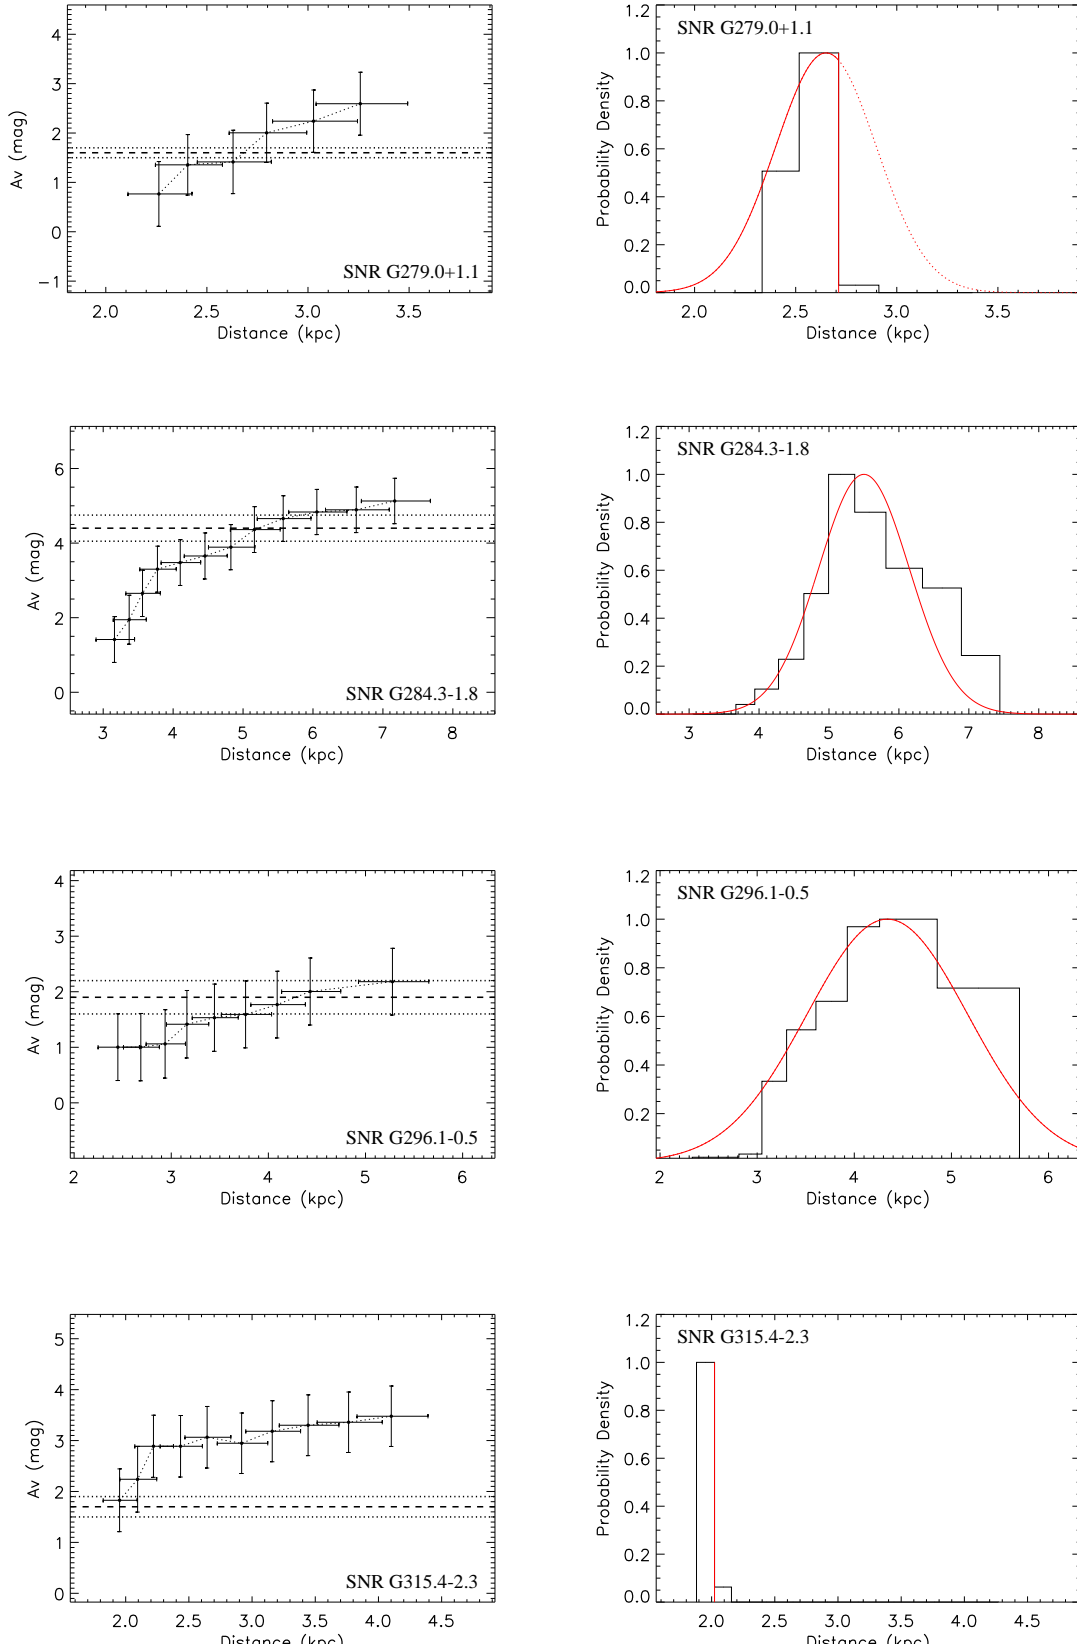 4
3
2
1
0
−1
Av (mag)
SNR G279.0+1.1
2.0 2.5 3.0 3.5
Distance (kpc)
1.2
1.0
0.8
0.6
0.4
0.2
0.0
Probability Density
SNR G279.0+1.1
2.0 2.5 3.0 3.5
Distance (kpc)
6
4
2
0
Av (mag)
SNR G284.3-1.8
3 4 5 6 7 8
Distance (kpc)
1.2
1.0
0.8
0.6
0.4
0.2
0.0
Probability Density
SNR G284.3-1.8
3 4 5 6 7 8
Distance (kpc)
4
3
2
1
0
Av (mag)
SNR G296.1-0.5
2 3 4 5 6
Distance (kpc)
1.2
1.0
0.8
0.6
0.4
0.2
Probability Density
SNR G296.1-0.5
2 3 4 5 6
Distance (kpc)
5
4
3
2
1
0
Av (mag)
SNR G315.4-2.3
2.0 2.5 3.0 3.5 4.0 4.5
Distance (kpc)
1.2
1.0
0.8
0.6
0.4
0.2
0.0
Probability Density
SNR G315.4-2.3
2.0 2.5 3.0 3.5 4.0 4.5
Distance (kpc)